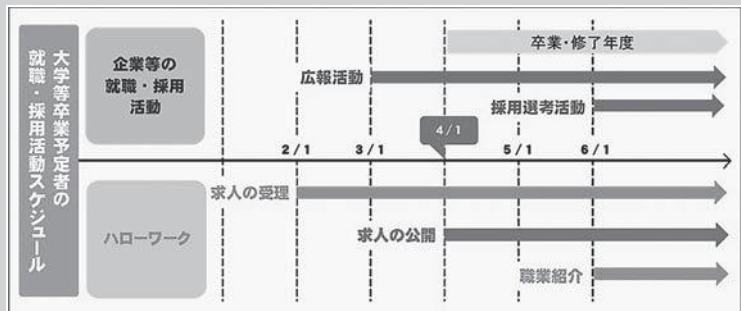 大学等卒業予定者の
就職・採用活動スケジュール
企業等の
就職・採用
活動
卒業・修了年度
広報活動
採用選考活動
4/1
2/1
3/1
5/1
6/1
ハローワーク
求人の受理
求人の公開
職業紹介